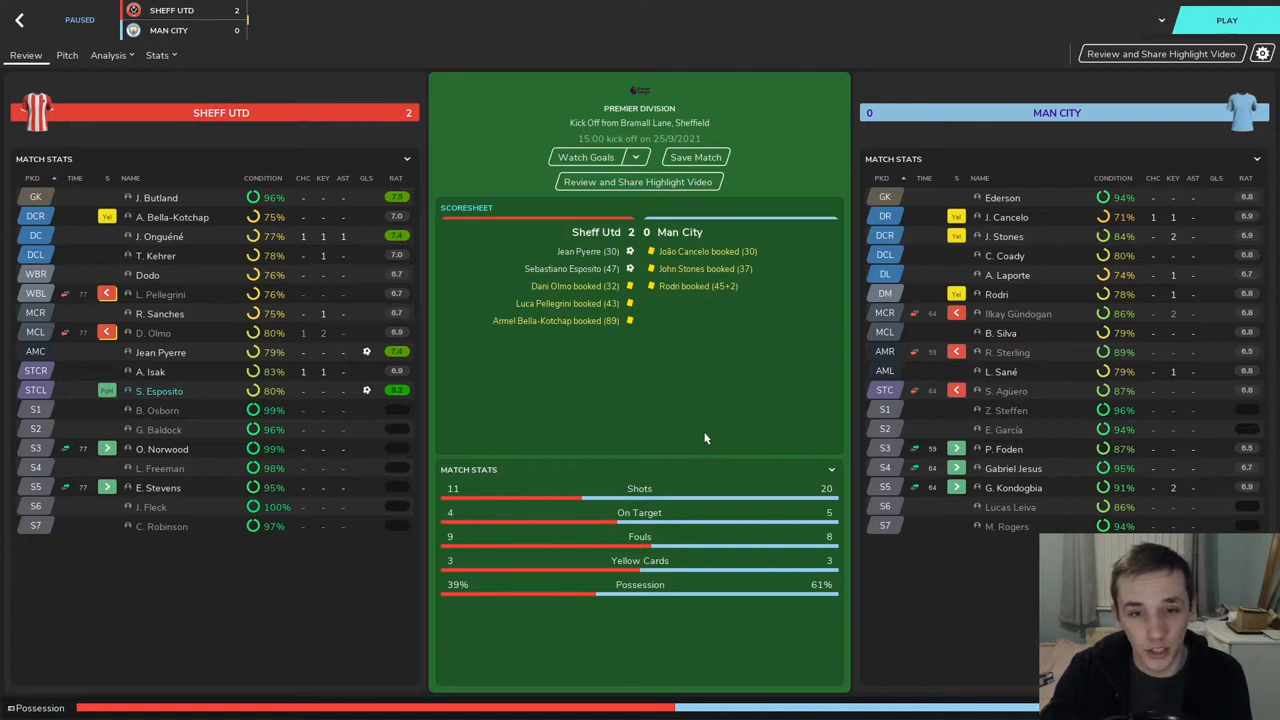 PAUSED
SHEFF UTD 2
MAN CITY 0
PLAY
Review Pitch Analysis Stats
Review and Share Highlight Video
SHEFF UTD 2
MATCH STATS
PKD TIME S NAME CONDITION CHC KEY AST GLS RAT
GK J. Butland 96% - - - 7.5
DCR Yel A. Bella-Kotchap 75% - - - 7.0
DC J. Onguéné 77% 1 1 1 7.4
DCL T. Kehrer 78% - 1 - 7.0
WBR Dodo 76% - - - 6.7
WBL 77 L. Pellegrini 76% - - - 6.7
MCR R. Sanches 75% - 1 - 6.7
MCL 77 D. Olmo 80% 1 2 - 6.9
AMC Jean Pyerre 79% - - - 7.4
STCR A. Isak 83% 1 1 - 6.9
STCL PoM S. Esposito 80% - - - 8.2
S1 B. Osborn 99% - - -
S2 G. Baldock 96% - - -
S3 77 O. Norwood 99% - - -
S4 L. Freeman 98% - - -
S5 77 E. Stevens 95% - - -
S6 J. Fleck 100% - - -
S7 C. Robinson 97% - - -
PREMIER DIVISION
Kick Off from Bramall Lane, Sheffield
15:00 kick off on 25/9/2021
Watch Goals Save Match
Review and Share Highlight Video
SCORESHEET
Sheff Utd 2 0 Man City
Jean Pyerre (30) João Cancelo booked (30)
Sebastiano Esposito (47) John Stones booked (37)
Dani Olmo booked (32) Rodri booked (45+2)
Luca Pellegrini booked (43)
Armel Bella-Kotchap booked (89)
MATCH STATS
11 Shots 20
4 On Target 5
9 Fouls 8
3 Yellow Cards 3
39% Possession 61%
0 MAN CITY
MATCH STATS
PKD TIME S NAME CONDITION CHC KEY AST GLS RAT
GK Ederson 94% - - - 6.9
DR Yel J. Cancelo 71% 1 1 - 6.8
DCR Yel J. Stones 84% - 2 - 6.9
DCL C. Coady 80% - - - 6.8
DL A. Laporte 74% - 1 - 6.7
DM Yel Rodri 78% - 1 - 6.8
MCR 64 Ilkay Gündogan 86% - 2 - 6.8
MCL B. Silva 79% - - - 6.8
AMR 59 R. Sterling 89% - - - 6.5
AML L. Sané 79% - 1 - 6.8
STC 64 S. Agüero 87% - - - 6.8
S1 Z. Steffen 96% - - -
S2 E. García 94% - - -
S3 59 P. Foden 87% - - - 6.5
S4 64 Gabriel Jesus 95% - - - 6.7
S5 64 G. Kondogbia 91% - 2 - 6.9
S6 Lucas Leiva 86% - - -
S7 M. Rogers 94% - - -
Possession